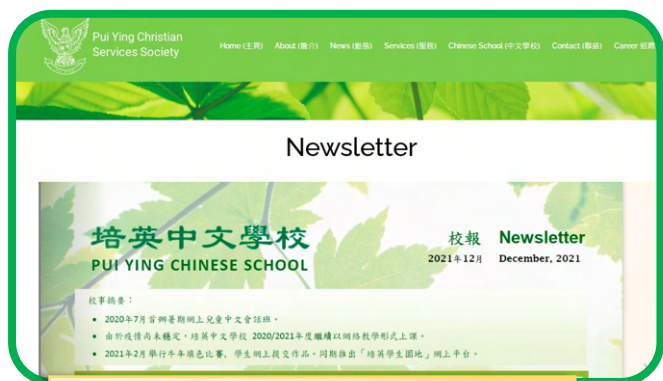 Pui Ying Christian
Services Society
Home (主頁) About (簡介) News (動態) Services (服務) Chinese School (中文學校) Contact (聯絡) Career 招聘
Newsletter
培英中文學校
PUI YING CHINESE SCHOOL
校報 Newsletter
2021年12月 December, 2021
校事摘要：
• 2020年7月首辦暑期網上兒童中文會話班。
• 由於疫情尚未穩定，培英中文學校 2020/2021年度繼續以網絡教學形式上課。
• 2021年2月舉行牛年填色比賽，學生網上提交作品。同期推出「培英學生園地」網上平台。